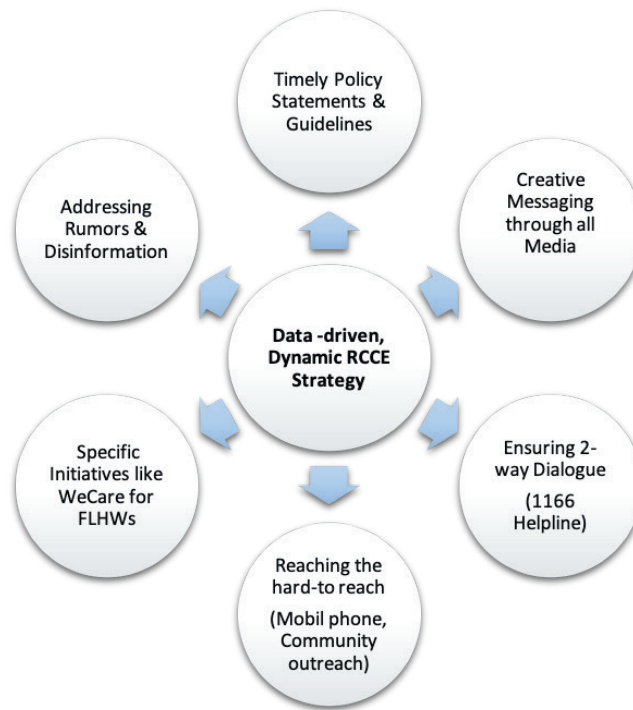 Timely Policy
Statements &
Guidelines
Creative
Messaging
through all
Media
Ensuring 2-
way Dialogue
(1166
Helpline)
Reaching the
hard-to reach
(Mobil phone,
Community
outreach)
Specific
Initiatives like
WeCare for
FLHWs
Addressing
Rumors &
Disinformation
Data -driven,
Dynamic RCCE
Strategy